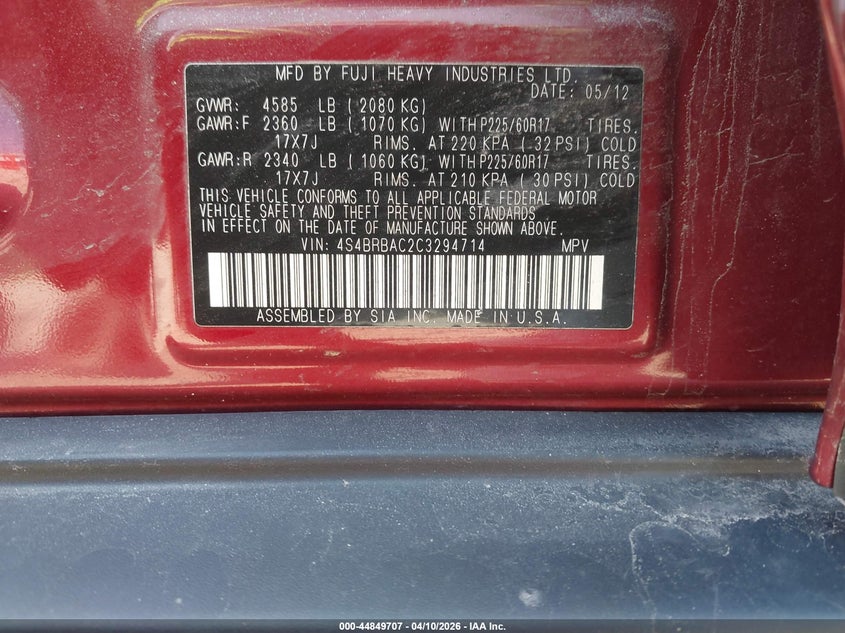 MFD BY FUJI HEAVY INDUSTRIES LTD.
DATE: 05/12
GVWR: 4585 LB ( 2080 KG)
GAWR:F 2360 LB ( 1070 KG) WITH P225/60R17 TIRES.
17X7J RIMS. AT 220 KPA ( 32 PSI) COLD
GAWR:R 2340 LB ( 1060 KG) WITH P225/60R17 TIRES.
17X7J RIMS. AT 210 KPA ( 30 PSI) COLD
THIS VEHICLE CONFORMS TO ALL APPLICABLE FEDERAL MOTOR
VEHICLE SAFETY AND THEFT PREVENTION STANDARDS
IN EFFECT ON THE DATE OF MANUFACTURE SHOWN ABOVE.
VIN: 4S4BRBAC2C3294714 MPV
ASSEMBLED BY SIA INC. MADE IN U.S.A.
000-44849707 - 04/10/2026 - IAA Inc.